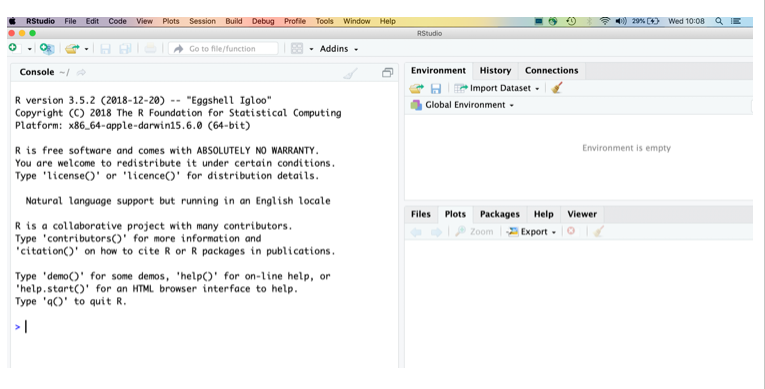 RStudio File Edit Code View Plots Session Build Debug Profile Tools Window Help 29% Wed 10:08
RStudio
Go to file/function Addins
Console ~/
R version 3.5.2 (2018-12-20) -- "Eggshell Igloo"
Copyright (C) 2018 The R Foundation for Statistical Computing
Platform: x86_64-apple-darwin15.6.0 (64-bit)
R is free software and comes with ABSOLUTELY NO WARRANTY.
You are welcome to redistribute it under certain conditions.
Type 'license()' or 'licence()' for distribution details.
Natural language support but running in an English locale
R is a collaborative project with many contributors.
Type 'contributors()' for more information and
'citation()' on how to cite R or R packages in publications.
Type 'demo()' for some demos, 'help()' for on-line help, or
'help.start()' for an HTML browser interface to help.
Type 'q()' to quit R.
>
Environment History Connections
Import Dataset
Global Environment
Environment is empty
Files Plots Packages Help Viewer
Zoom Export